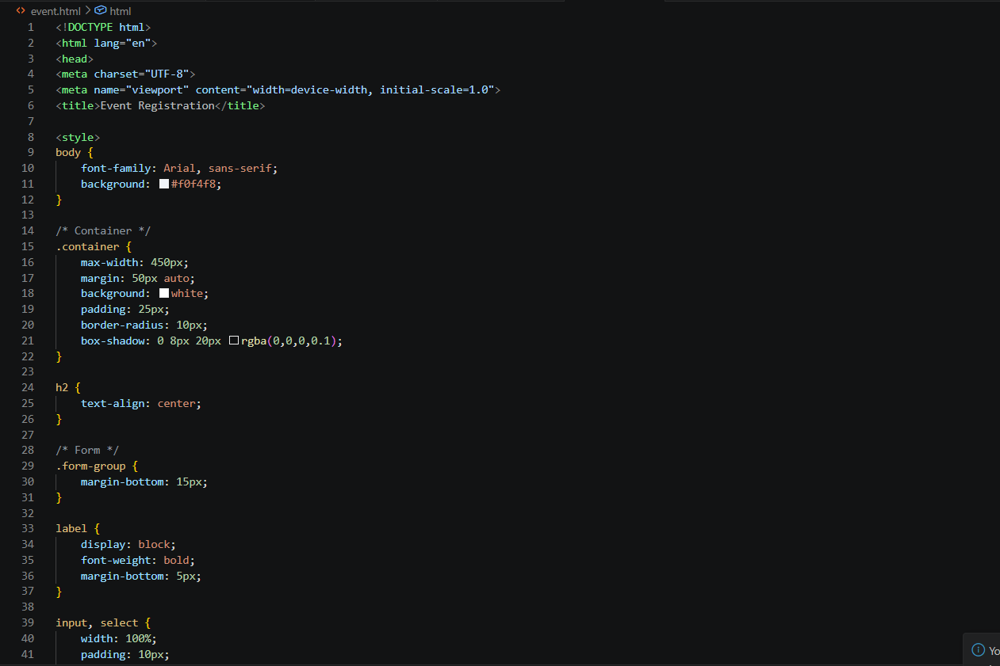 event.html > html
1 <!DOCTYPE html>
2 <html lang="en">
3 <head>
4 <meta charset="UTF-8">
5 <meta name="viewport" content="width=device-width, initial-scale=1.0">
6 <title>Event Registration</title>
7
8 <style>
9 body {
10     font-family: Arial, sans-serif;
11     background: #f0f4f8;
12 }
13
14 /* Container */
15 .container {
16     max-width: 450px;
17     margin: 50px auto;
18     background: white;
19     padding: 25px;
20     border-radius: 10px;
21     box-shadow: 0 8px 20px rgba(0,0,0,0.1);
22 }
23
24 h2 {
25     text-align: center;
26 }
27
28 /* Form */
29 .form-group {
30     margin-bottom: 15px;
31 }
32
33 label {
34     display: block;
35     font-weight: bold;
36     margin-bottom: 5px;
37 }
38
39 input, select {
40     width: 100%;
41     padding: 10px;
Yo